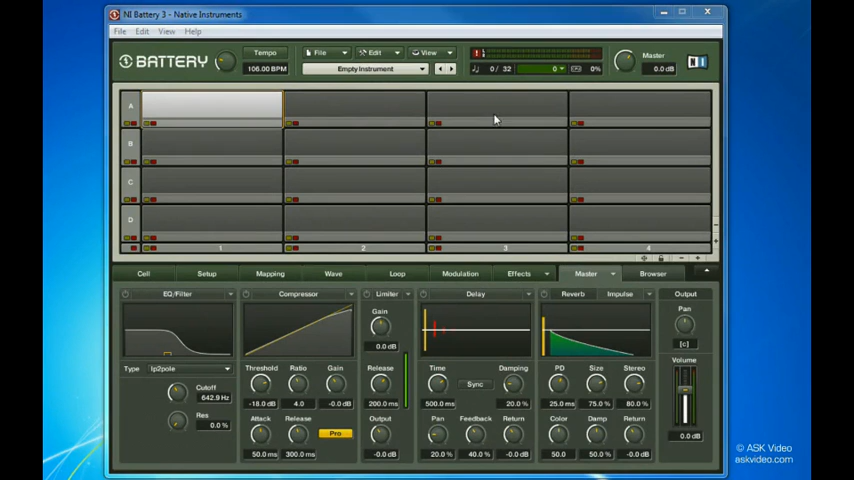 NI Battery 3 - Native Instruments
File Edit View Help
BATTERY
Tempo
106.00 BPM
File Edit View
Empty Instrument
0 / 32 0 CPU 0%
Master
0.0 dB
NI
A
B
C
D
1 2 3 4
Cell Setup Mapping Wave Loop Modulation Effects Master Browser
EQ/Filter
Type lp2pole
Cutoff
642.9 Hz
Res
0.0 %
Compressor
Threshold Ratio Gain
-18.0 dB 4.0 -0.0 dB
Attack Release Pro
50.0 ms 300.0 ms
Limiter
Gain
0.0 dB
Release
200.0 ms
Output
-0.0 dB
Delay
Time Sync Damping
500.0 ms 20.0 %
Pan Feedback Return
20.0 % 40.0 % -0.0 dB
Reverb Impulse
PD Size Stereo
25.0 ms 75.0 % 80.0 %
Color Damp Return
50.0 50.0 % -0.0 dB
Output
Pan
[c]
Volume
0.0 dB
© ASK Video
askvideo.com